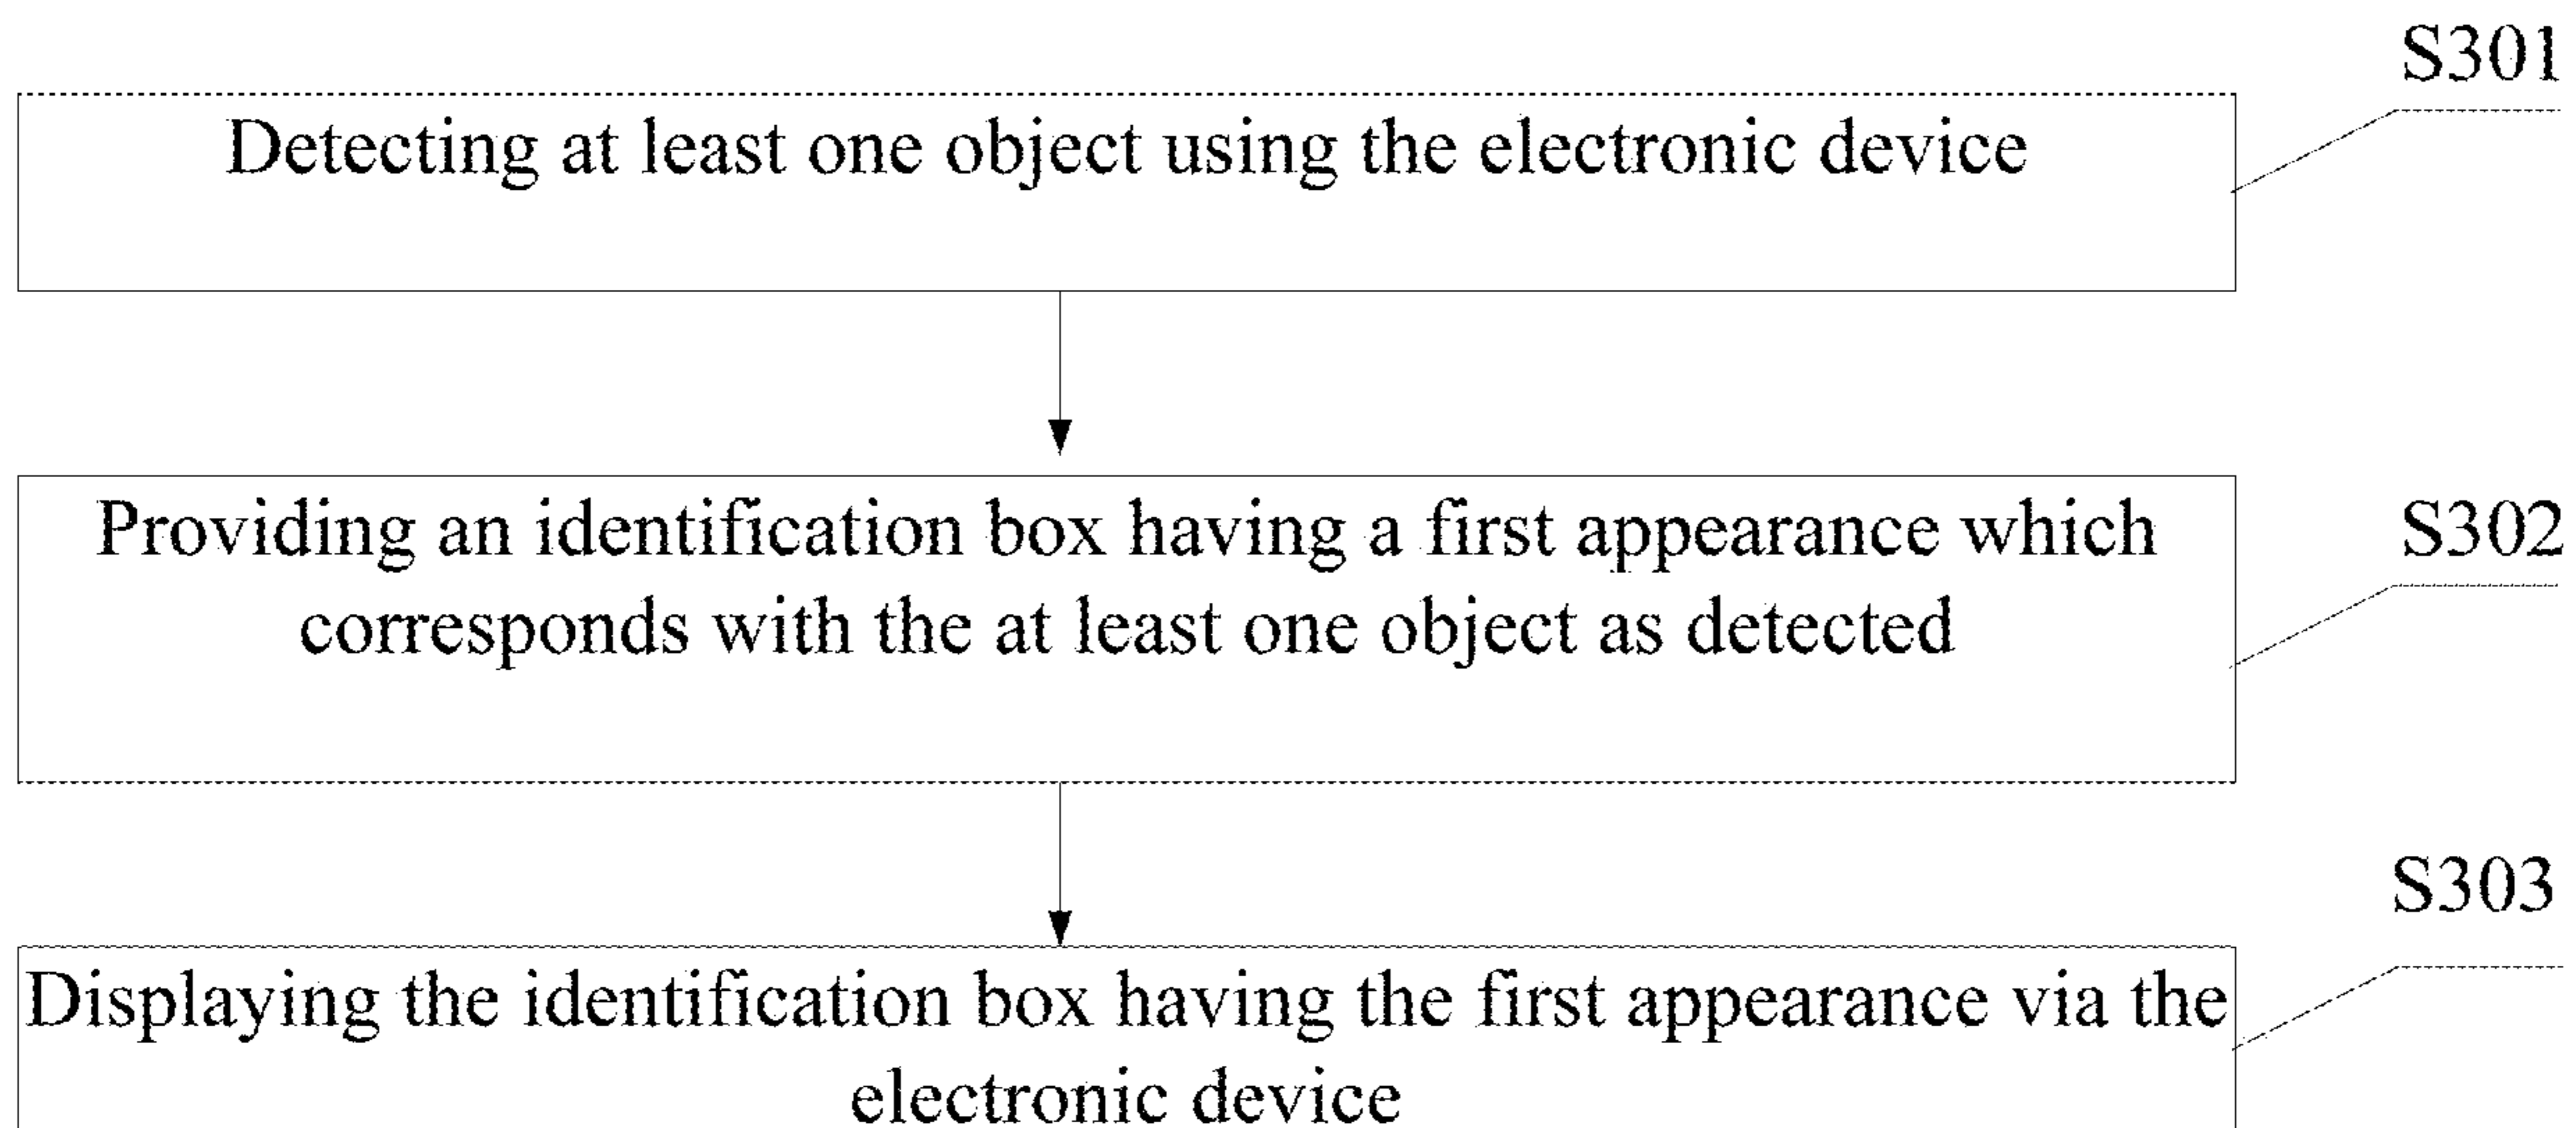 S301
Detecting at least one object using the electronic device
Providing an identification box having a first appearance which
S302
corresponds with the at least one object as detected
S303
Displaying the identification box having the first appearance via the
electronic device